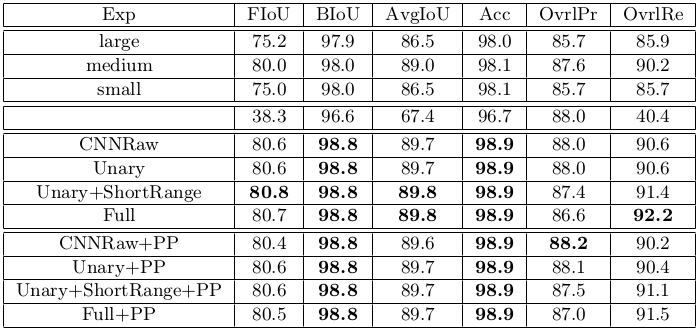 Exp FIoU BIoU AvgIoU Acc OvrlPr OvrlRe
large 75.2 97.9 86.5 98.0 85.7 85.9
medium 80.0 98.0 89.0 98.1 87.6 90.2
small 75.0 98.0 86.5 98.1 85.7 85.7
38.3 96.6 67.4 96.7 88.0 40.4
CNNRaw 80.6 98.8 89.7 98.9 88.0 90.6
Unary 80.6 98.8 89.7 98.9 88.0 90.6
Unary+ShortRange 80.8 98.8 89.8 98.9 87.4 91.4
Full 80.7 98.8 89.8 98.9 86.6 92.2
CNNRaw+PP 80.4 98.8 89.6 98.9 88.2 90.2
Unary+PP 80.6 98.8 89.7 98.9 88.1 90.4
Unary+ShortRange+PP 80.6 98.8 89.7 98.9 87.5 91.1
Full+PP 80.5 98.8 89.7 98.9 87.0 91.5